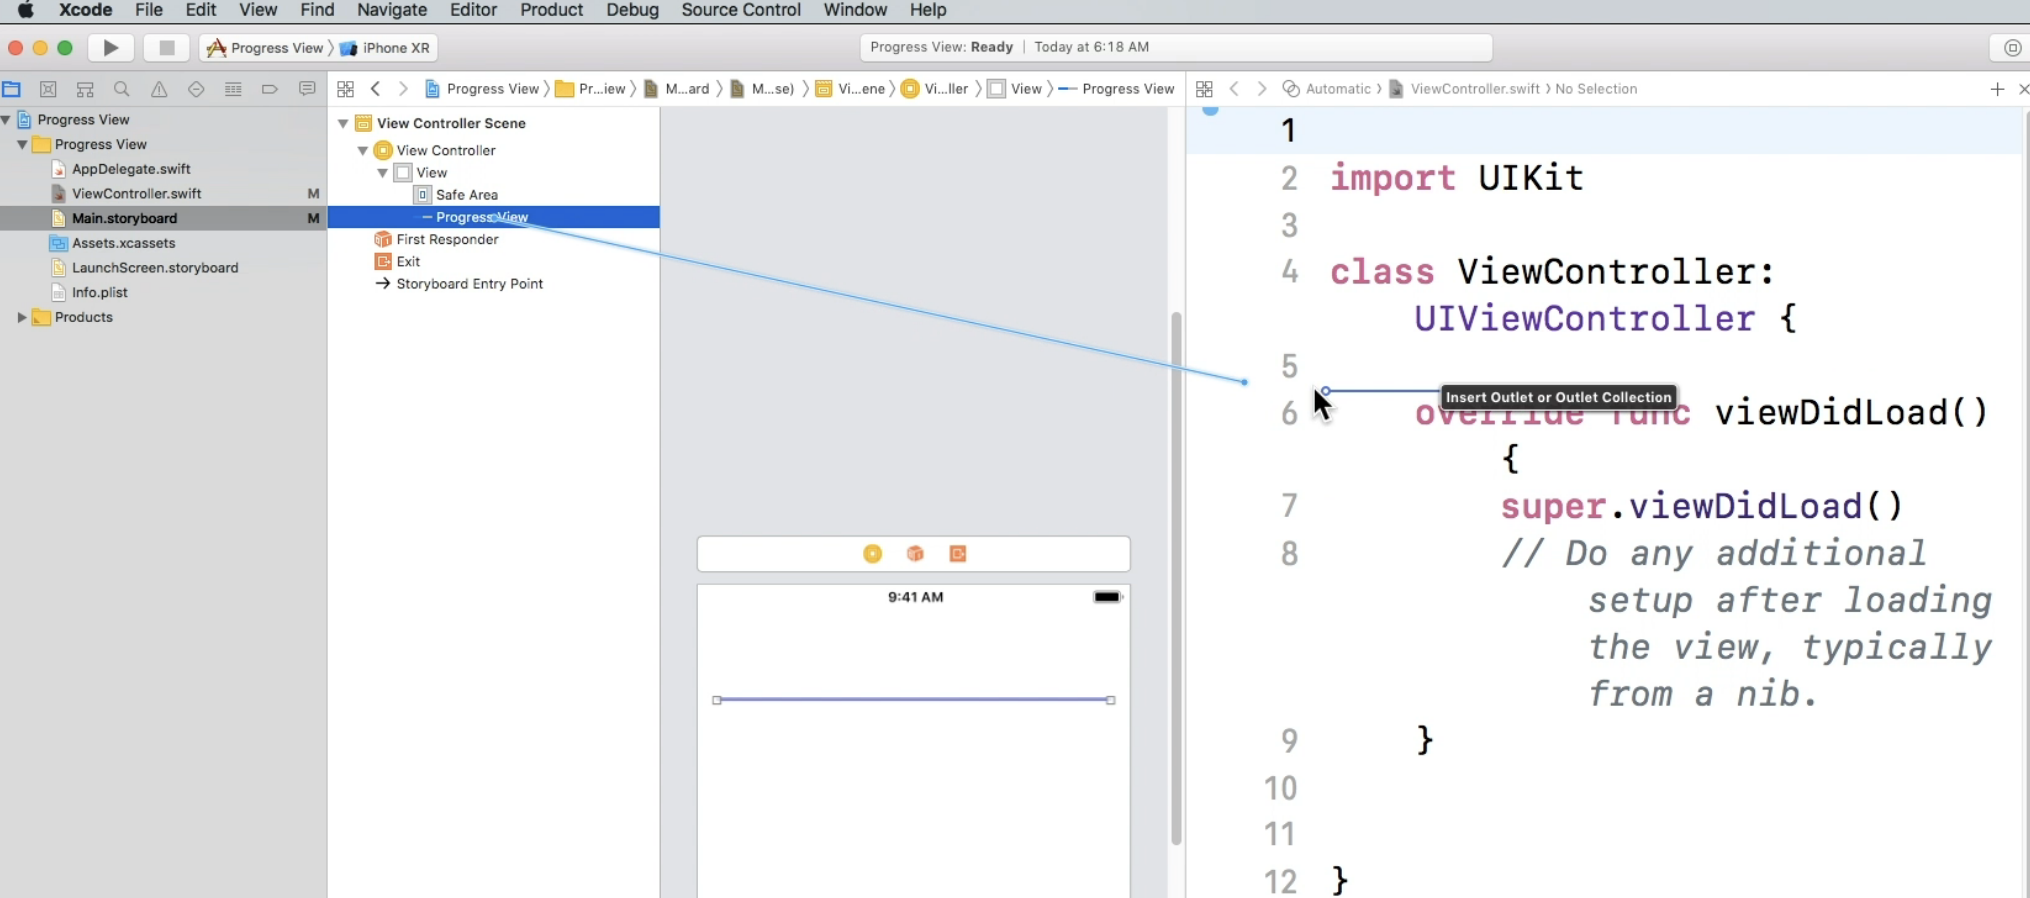 Xcode File Edit View Find Navigate Editor Product Debug Source Control Window Help
Progress View iPhone XR
Progress View: Ready | Today at 6:18 AM
Progress View Pr...iew M...ard M...se) Vi...ene Vi...ller View Progress View
Automatic ViewController.swift No Selection
Progress View
Progress View
AppDelegate.swift
ViewController.swift M
Main.storyboard M
Assets.xcassets
LaunchScreen.storyboard
Info.plist
Products
View Controller Scene
View Controller
View
Safe Area
Progress View
First Responder
Exit
Storyboard Entry Point
9:41 AM
1
2 import UIKit
3
4 class ViewController:
UIViewController {
5
Insert Outlet or Outlet Collection
6 override func viewDidLoad()
{
7 super.viewDidLoad()
8 // Do any additional
setup after loading
the view, typically
from a nib.
9 }
10
11
12 }